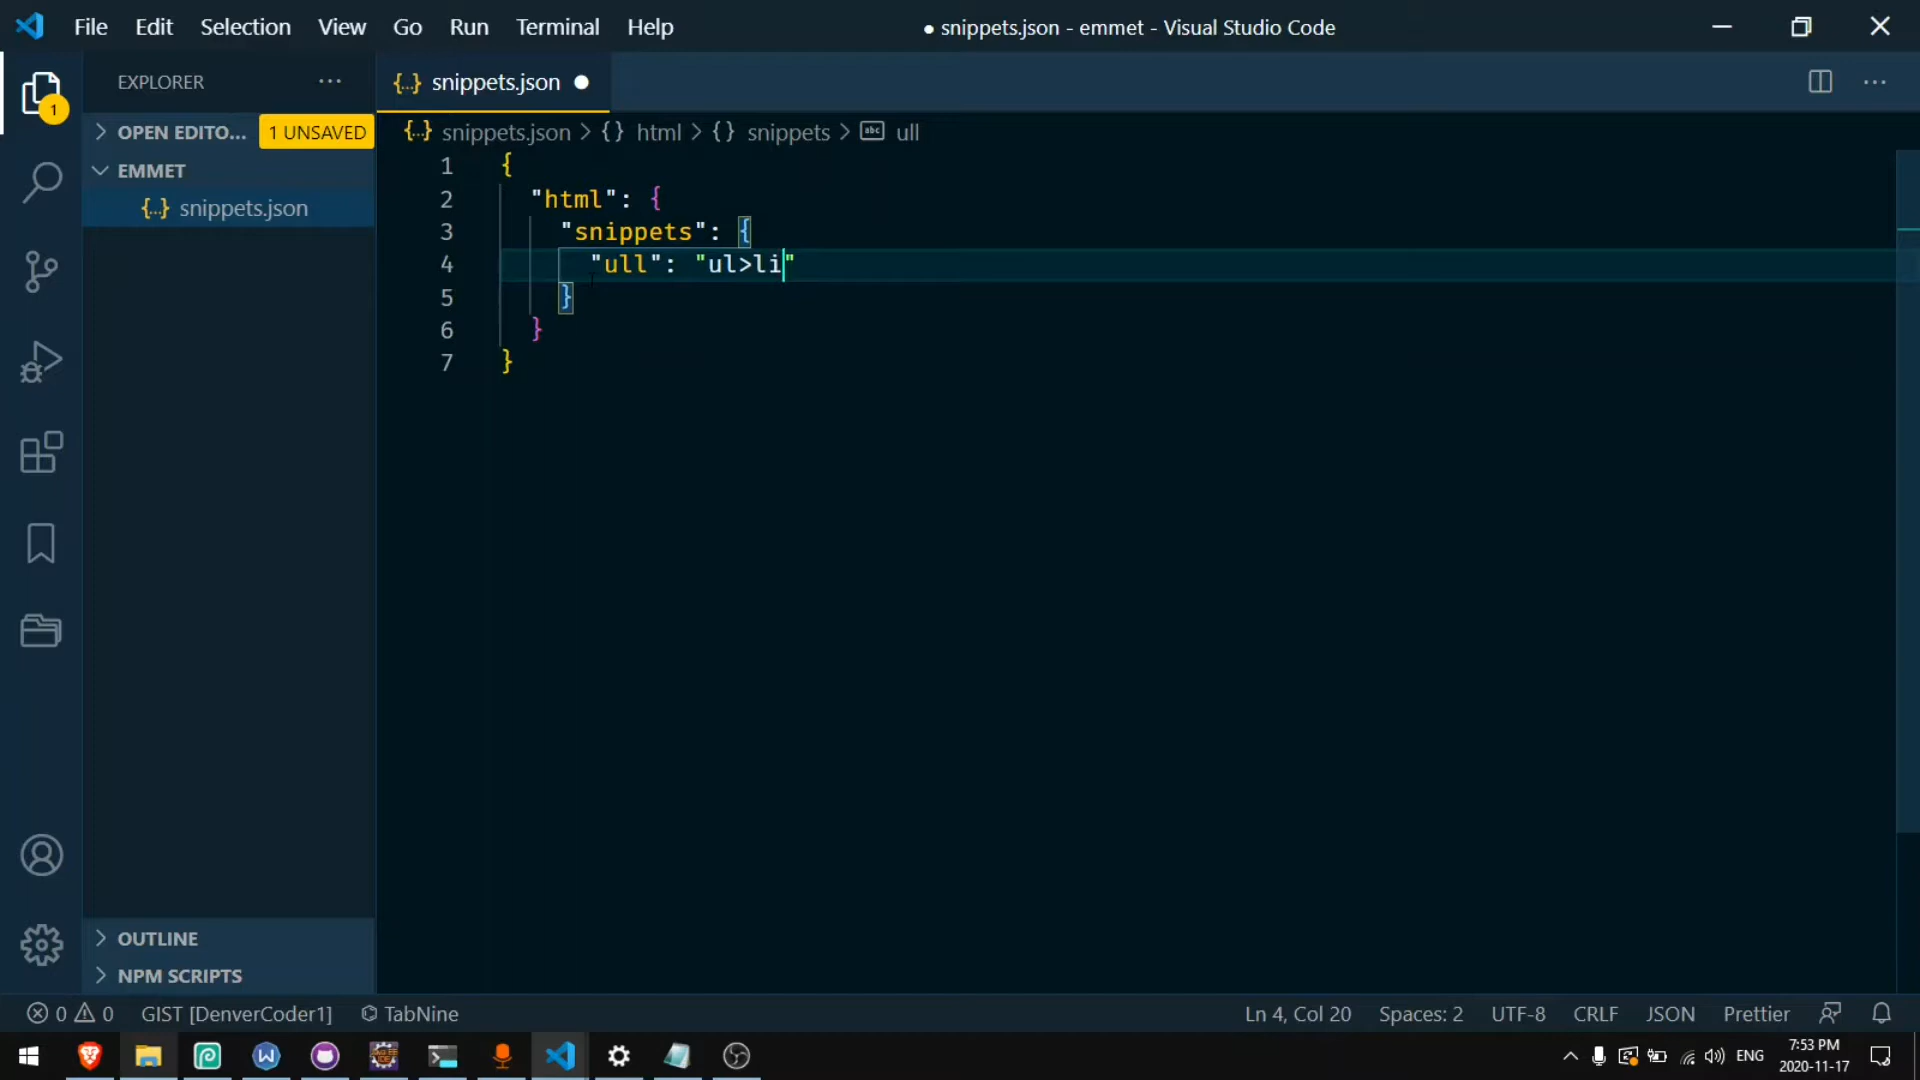 File Edit Selection View Go Run Terminal Help
● snippets.json - emmet - Visual Studio Code
EXPLORER
{..} snippets.json ●
1
OPEN EDITO... 1 UNSAVED
{..} snippets.json > {} html > {} snippets > abc ull
EMMET
{..} snippets.json
1 {
2 "html": {
3 "snippets": {
4 "ull": "ul>li"
5 }
6 }
7 }
OUTLINE
NPM SCRIPTS
0 0 GIST [DenverCoder1] TabNine
Ln 4, Col 20 Spaces: 2 UTF-8 CRLF JSON Prettier
ENG
7:53 PM
2020-11-17